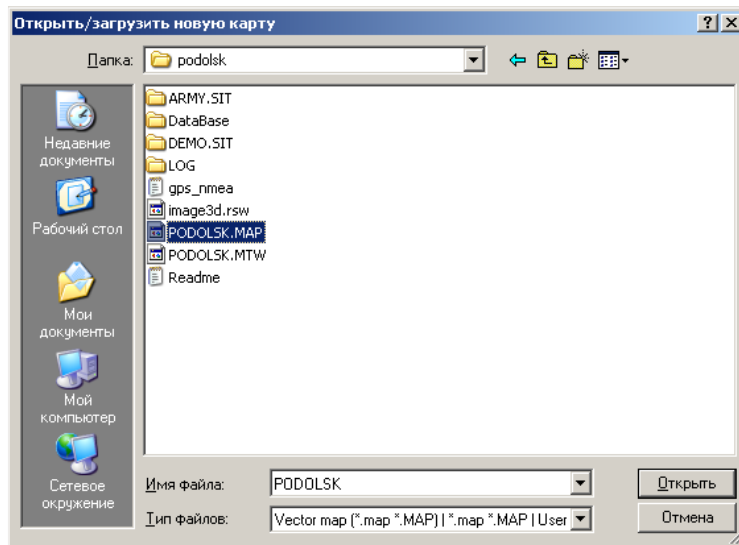 Открыть/загрузить новую карту
Папка:
podolsk
Недавние документы
Рабочий стол
Мои документы
Мой компьютер
Сетевое окружение
ARMY.SIT
DataBase
DEMO.SIT
LOG
gps_nmea
image3d.rsw
PODOLSK.MAP
PODOLSK.MTW
Readme
Имя файла:
PODOLSK
Открыть
Тип файлов:
Vector map (*.map *.MAP) | *.map *.MAP | User
Отмена